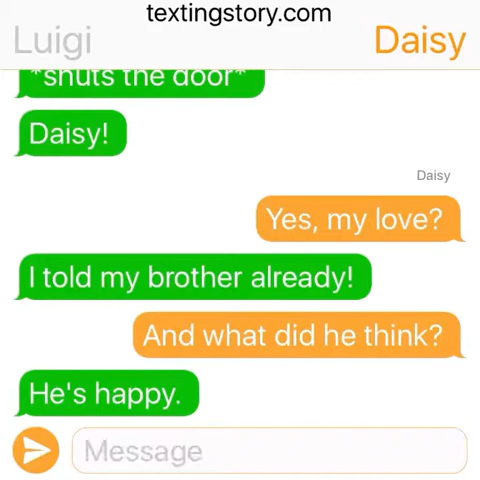 textingstory.com
Luigi Daisy
*shuts the door*
Daisy!
Daisy
Yes, my love?
I told my brother already!
And what did he think?
He's happy.
Message